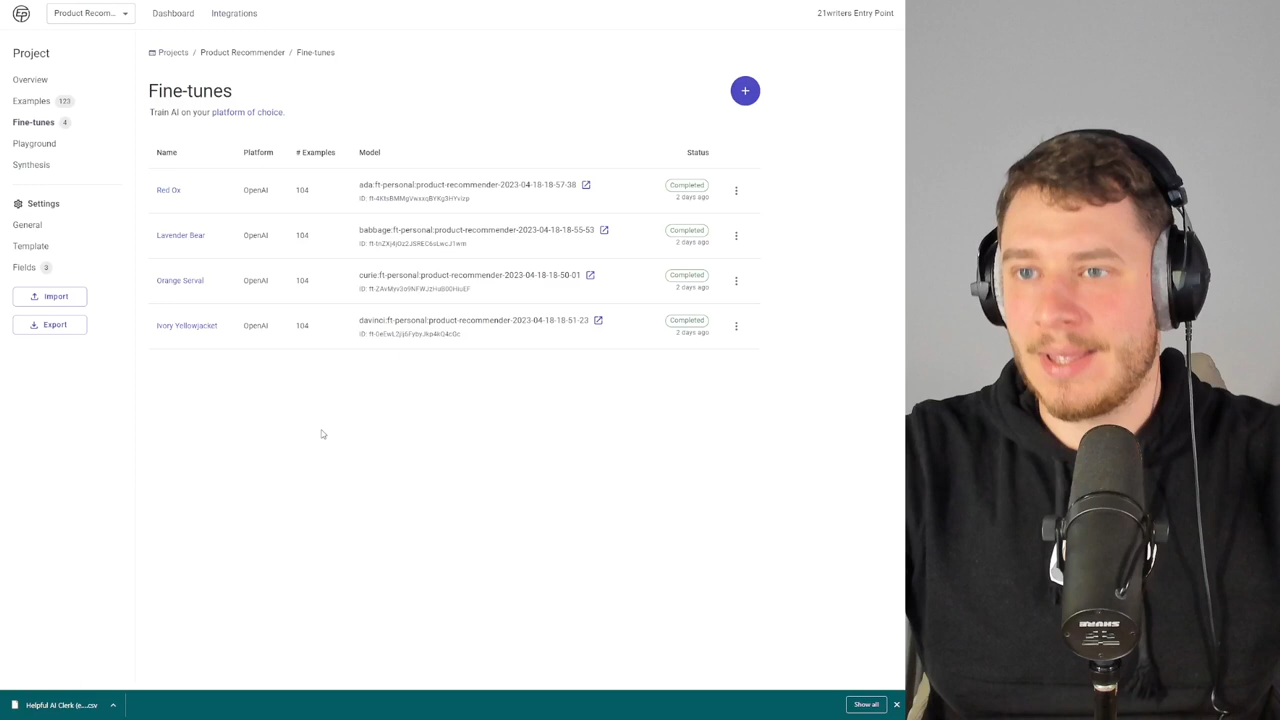 EP Product Recom... Dashboard Integrations 21writers Entry Point
Project
Overview
Examples 123
Fine-tunes 4
Playground
Synthesis
Settings
General
Template
Fields 3
Import
Export
Projects / Product Recommender / Fine-tunes
Fine-tunes
+
Train AI on your platform of choice.
Name Platform # Examples Model Status
Red Ox OpenAI 104 ada:ft-personal:product-recommender-2023-04-18-18-57-38 Completed
2 days ago
Lavender Bear OpenAI 104 babbage:ft-personal:product-recommender-2023-04-18-18-55-53 Completed
2 days ago
Orange Serval OpenAI 104 curie:ft-personal:product-recommender-2023-04-18-18-50-01 Completed
2 days ago
Ivory Yellowjacket OpenAI 104 davinci:ft-personal:product-recommender-2023-04-18-18-51-23 Completed
2 days ago
Helpful AI Clerk (e....csv Show all
SHURE